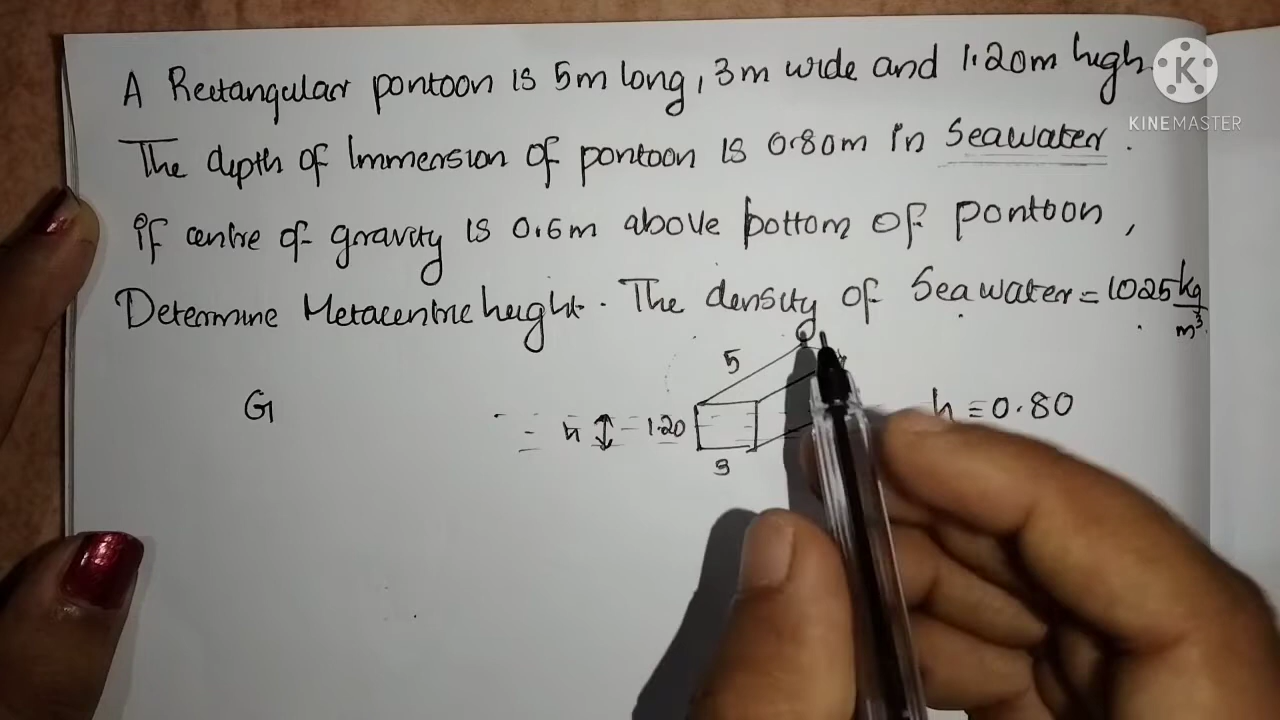 A Rectangular pontoon is 5m long, 3m wide and 1.20m high.
The depth of Immersion of pontoon is 0.80m in Seawater.
if centre of gravity is 0.6m above bottom of pontoon,
Determine Metacentric height. The density of Seawater = 1025 kg/m³.
G
5
h 1.20
3
h = 0.80
K
KINEMASTER